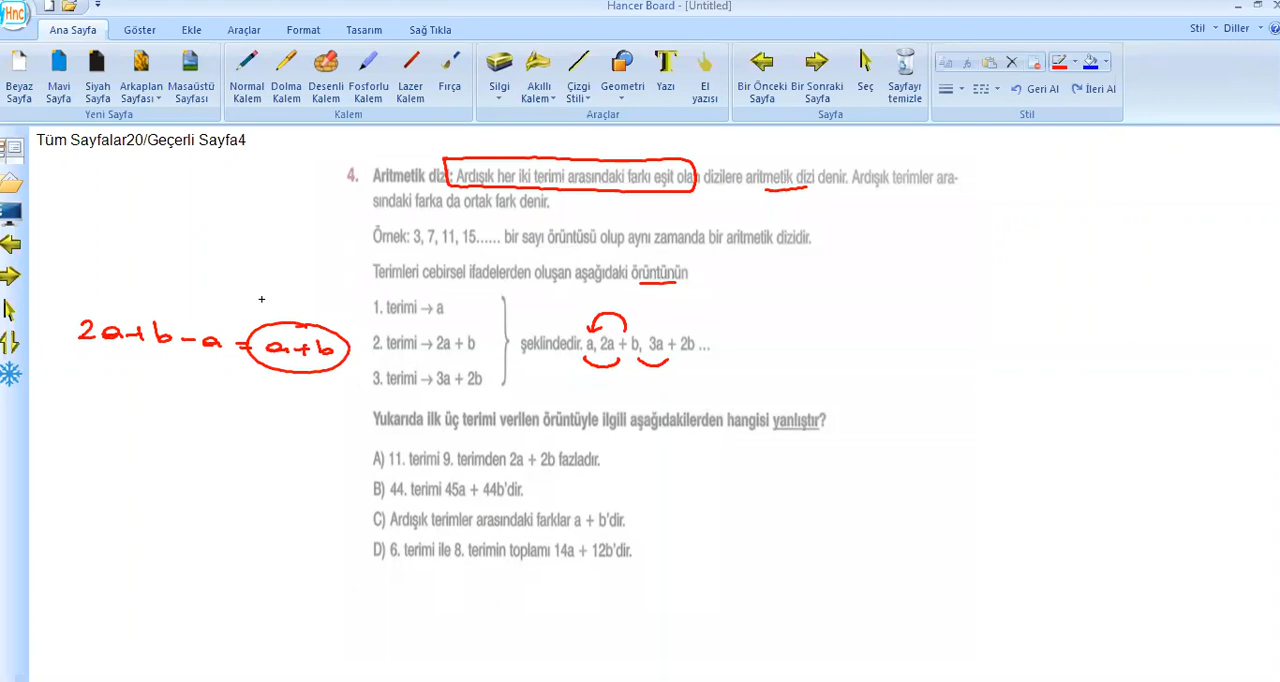 Hnc
Hancer Board - [Untitled]
Ana Sayfa Göster Ekle Araçlar Format Tasarım Sağ Tıkla Stil Diller
Beyaz Sayfa Mavi Sayfa Siyah Sayfa Arkaplan Sayfası Masaüstü Sayfası Normal Kalem Dolma Kalem Desenli Kalem Fosforlu Kalem Lazer Kalem Fırça Silgi Akıllı Kalem Çizgi Stili Geometri Yazı El yazısı Bir Önceki Sayfa Bir Sonraki Sayfa Seç Sayfayı temizle Geri Al İleri Al
Yeni Sayfa Kalem Araçlar Sayfa Stil
Tüm Sayfalar20/Geçerli Sayfa4
4. Aritmetik dizi: Ardışık her iki terimi arasındaki farkı eşit olan dizilere aritmetik dizi denir. Ardışık terimler ara-
sındaki farka da ortak fark denir.
Örnek: 3, 7, 11, 15...... bir sayı örüntüsü olup aynı zamanda bir aritmetik dizidir.
Terimleri cebirsel ifadelerden oluşan aşağıdaki örüntünün
1. terimi → a
2. terimi → 2a + b
3. terimi → 3a + 2b
şeklindedir. a, 2a + b, 3a + 2b ...
2a+b-a = a+b
Yukarıda ilk üç terimi verilen örüntüyle ilgili aşağıdakilerden hangisi yanlıştır?
A) 11. terimi 9. terimden 2a + 2b fazladır.
B) 44. terimi 45a + 44b'dir.
C) Ardışık terimler arasındaki farklar a + b'dir.
D) 6. terimi ile 8. terimin toplamı 14a + 12b'dir.